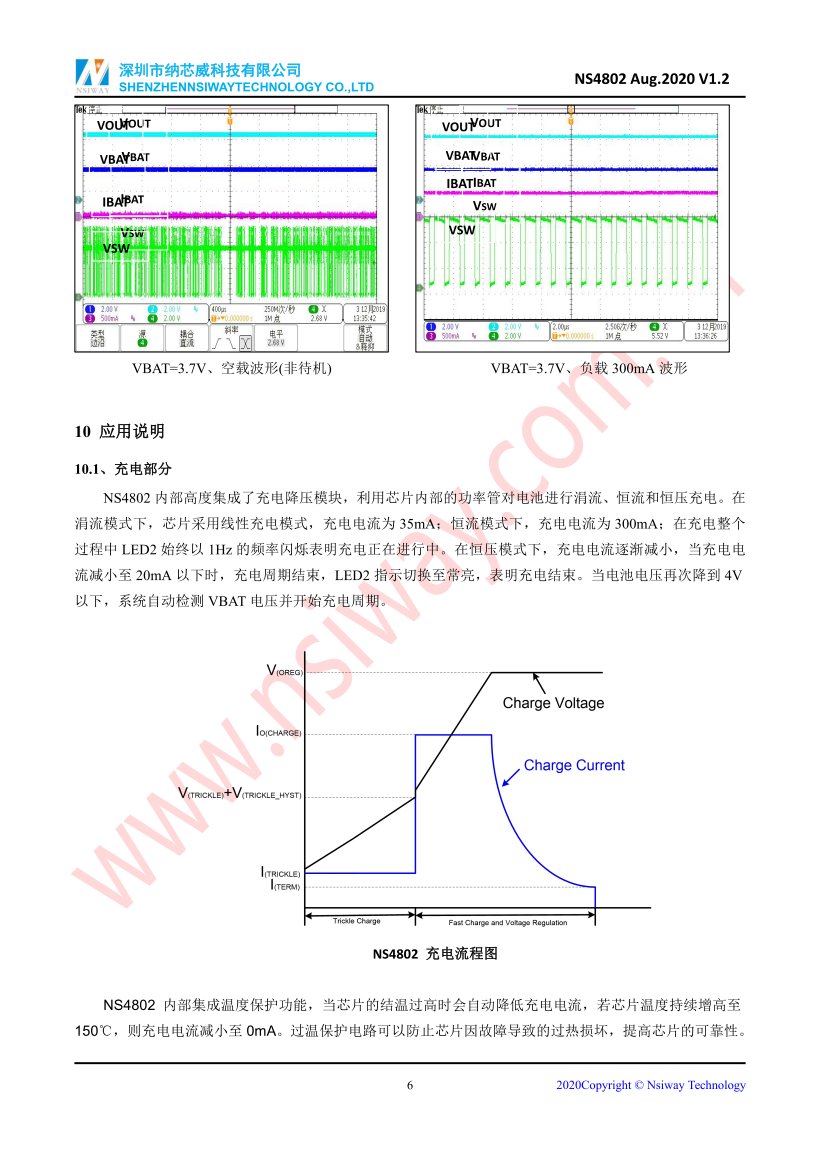 深圳市纳芯威科技有限公司
SHENZHENNSIWAYTECHNOLOGY CO.,LTD
NSIWAY
NS4802 Aug.2020 V1.2
Tek 停止
VOUT VOUT
VBAT VBAT
IBAT IBAT
VSW
VSW
1 2.00 V 2 2.00 V 400μs 250M次/秒 4 X 3 12月2019
3 500mA 4 2.00 V 0.000000 s 1M 点 2.68 V 13:35:42
类型 边沿
源 4
耦合 直流
斜率
电平 2.68 V
模式 自动 &释抑
Tek 停止
VOUT VOUT
VBAT VBAT
IBAT IBAT
VSW
VSW
1 2.00 V 2 2.00 V 2.00μs 2.50G次/秒 4 X 3 12月2019
3 500mA 4 2.00 V 0.000000 s 1M 点 5.52 V 13:36:26
VBAT=3.7V、空载波形(非待机)
VBAT=3.7V、负载 300mA 波形
10 应用说明
10.1、充电部分
NS4802 内部高度集成了充电降压模块，利用芯片内部的功率管对电池进行涓流、恒流和恒压充电。在
涓流模式下，芯片采用线性充电模式，充电电流为 35mA；恒流模式下，充电电流为 300mA；在充电整个
过程中 LED2 始终以 1Hz 的频率闪烁表明充电正在进行中。在恒压模式下，充电电流逐渐减小，当充电电
流减小至 20mA 以下时，充电周期结束，LED2 指示切换至常亮，表明充电结束。当电池电压再次降到 4V
以下，系统自动检测 VBAT 电压并开始充电周期。
V(OREG)
Charge Voltage
IO(CHARGE)
Charge Current
V(TRICKLE)+V(TRICKLE_HYST)
I(TRICKLE)
I(TERM)
Trickle Charge
Fast Charge and Voltage Regulation
NS4802 充电流程图
NS4802 内部集成温度保护功能，当芯片的结温过高时会自动降低充电电流，若芯片温度持续增高至
150℃，则充电电流减小至 0mA。过温保护电路可以防止芯片因故障导致的过热损坏，提高芯片的可靠性。
6
2020Copyright © Nsiway Technology
www.nsiway.com.